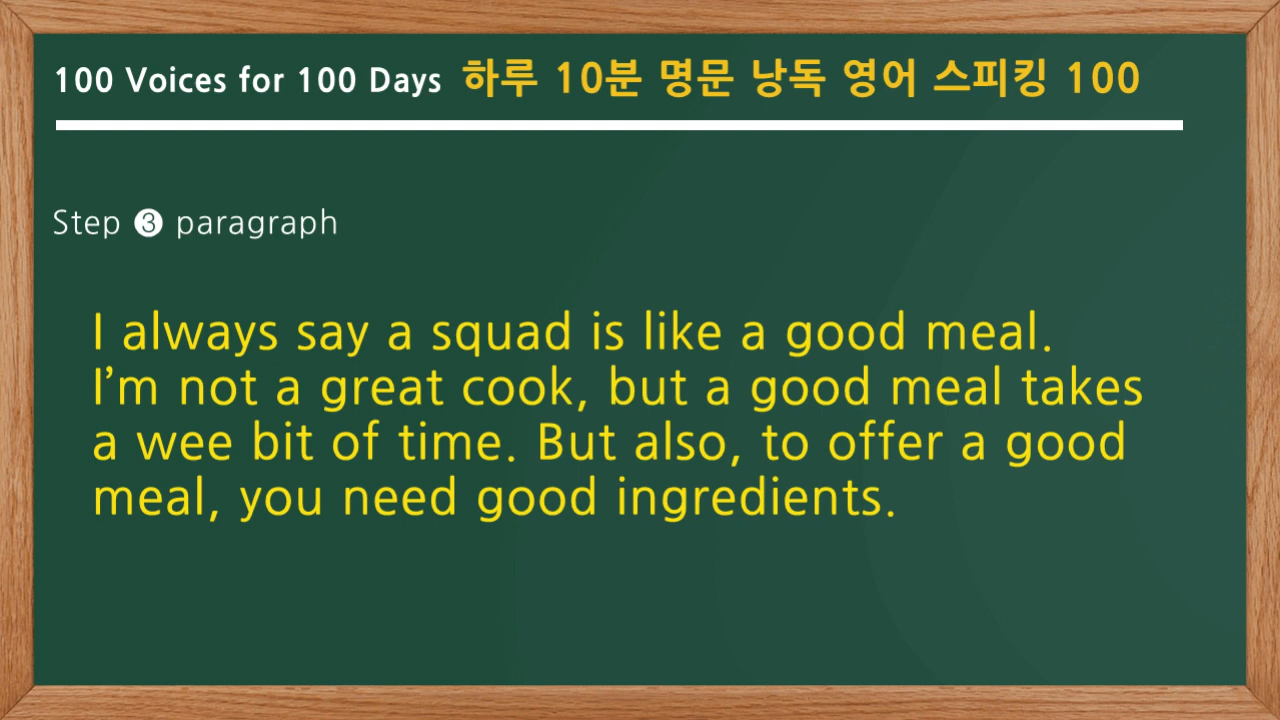 100 Voices for 100 Days 하루 10분 명문 낭독 영어 스피킹 100
Step ❸ paragraph
I always say a squad is like a good meal.
I’m not a great cook, but a good meal takes
a wee bit of time. But also, to offer a good
meal, you need good ingredients.